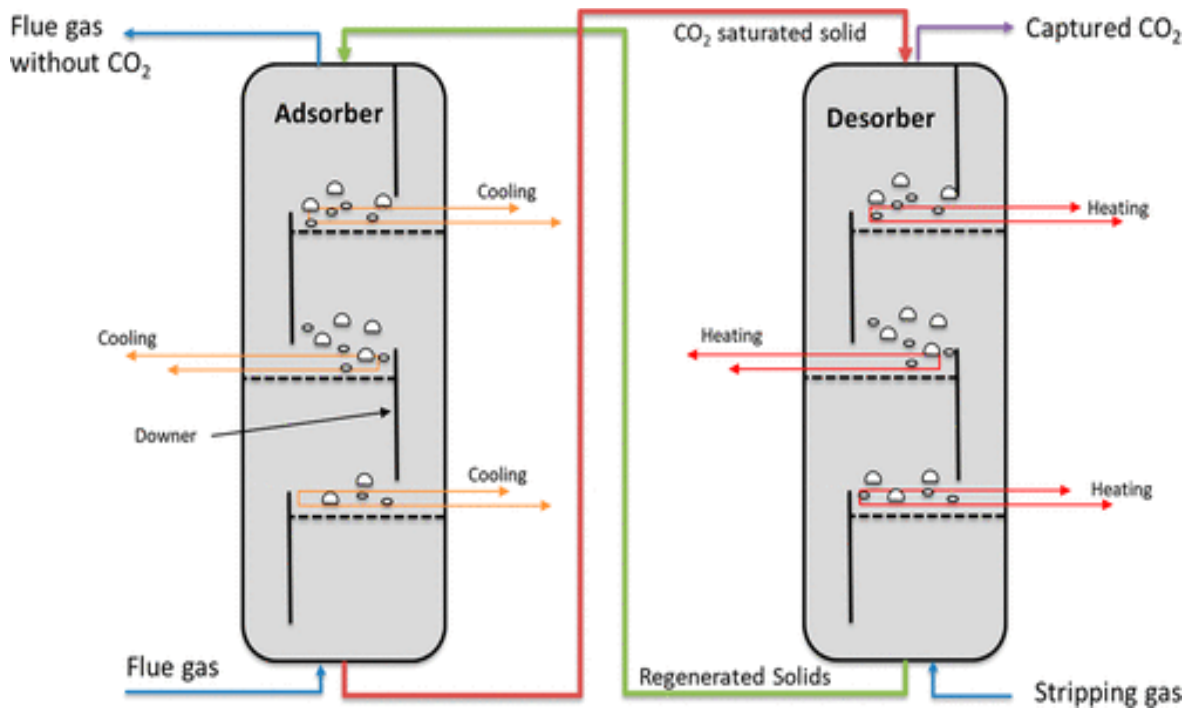 Flue gas
without CO₂
CO₂ saturated solid
Captured CO₂
Adsorber
Desorber
Cooling
Heating
Cooling
Heating
Downer
Cooling
Heating
Flue gas
Regenerated Solids
Stripping gas